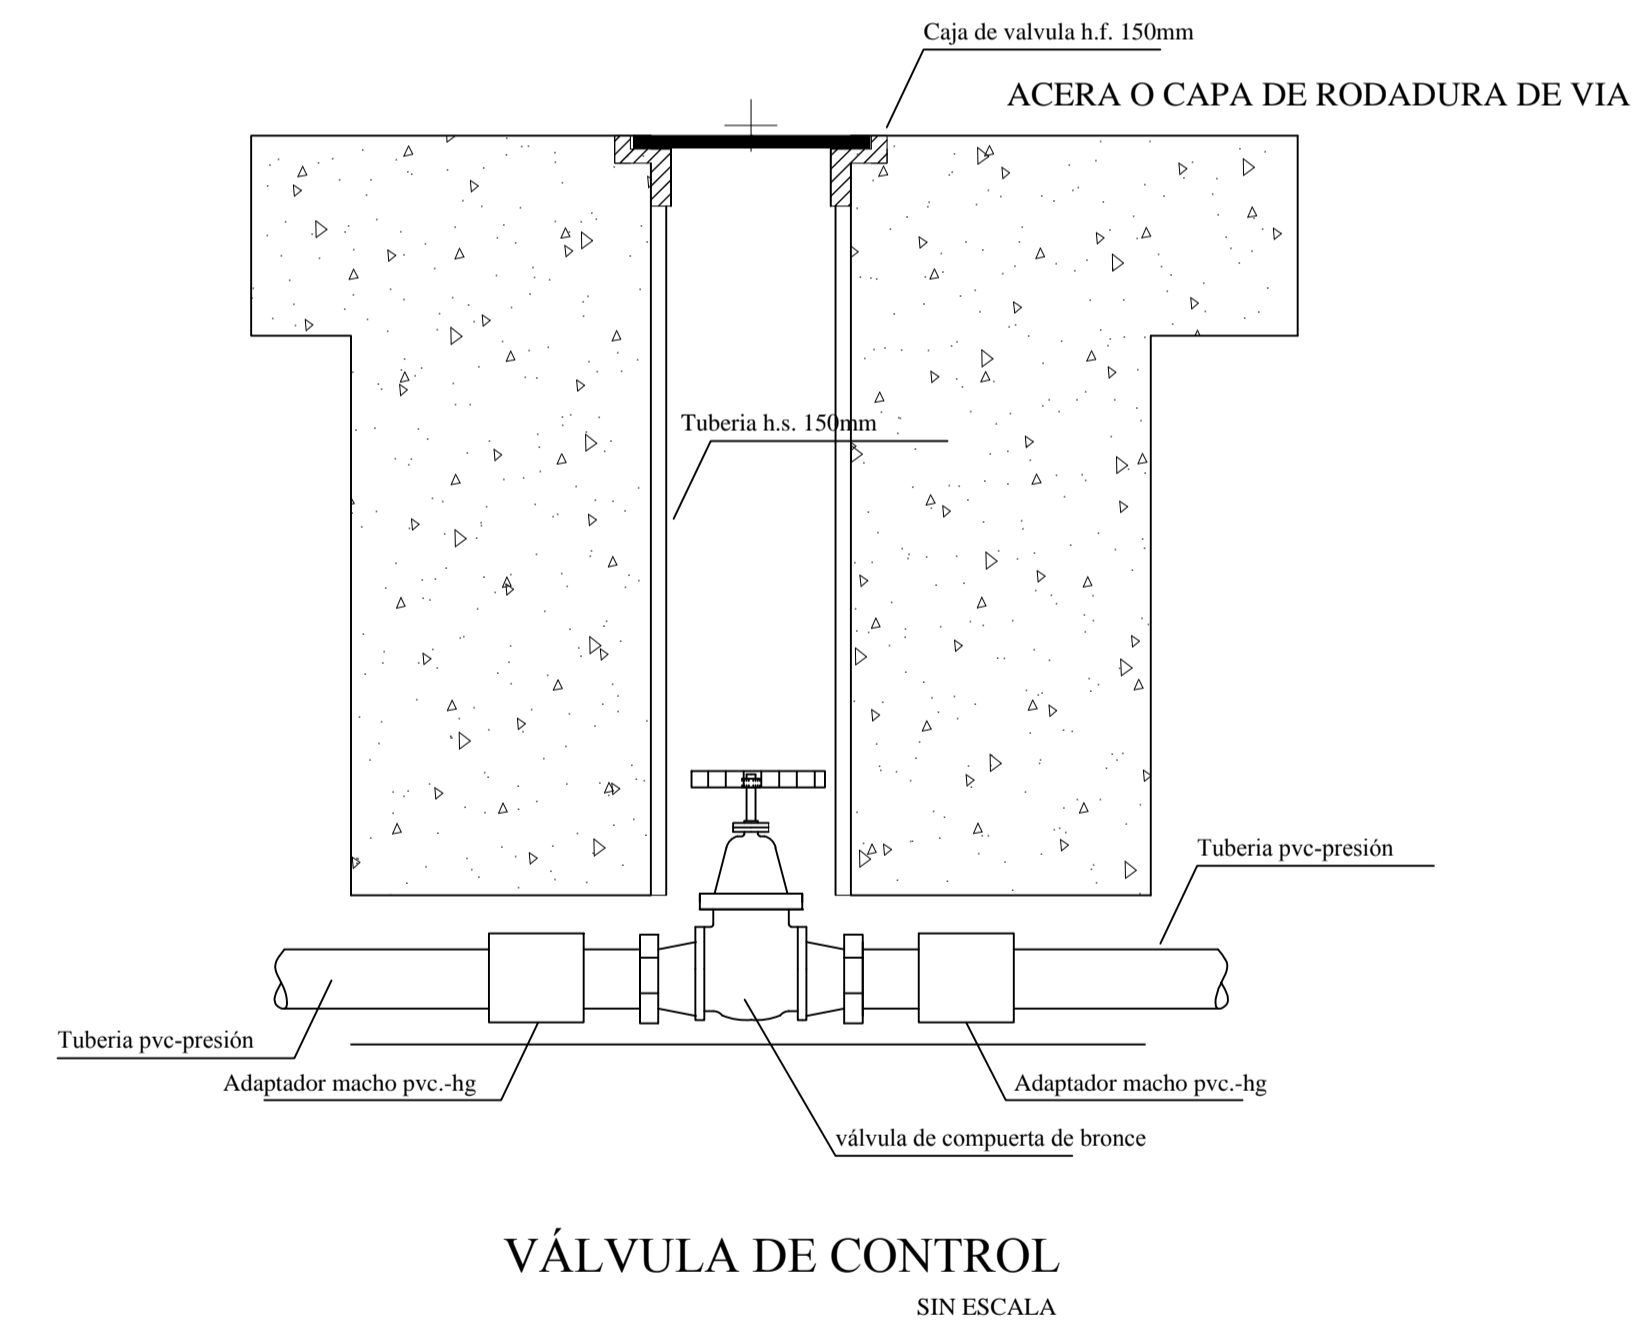 Caja de valvula h.f. 150mm
ACERA O CAPA DE RODADURA DE VIA
Tuberia h.s. 150mm
Tuberia pvc-presión
Tuberia pvc-presión
Adaptador macho pvc.-hg
Adaptador macho pvc.-hg
válvula de compuerta de bronce
VÁLVULA DE CONTROL
SIN ESCALA